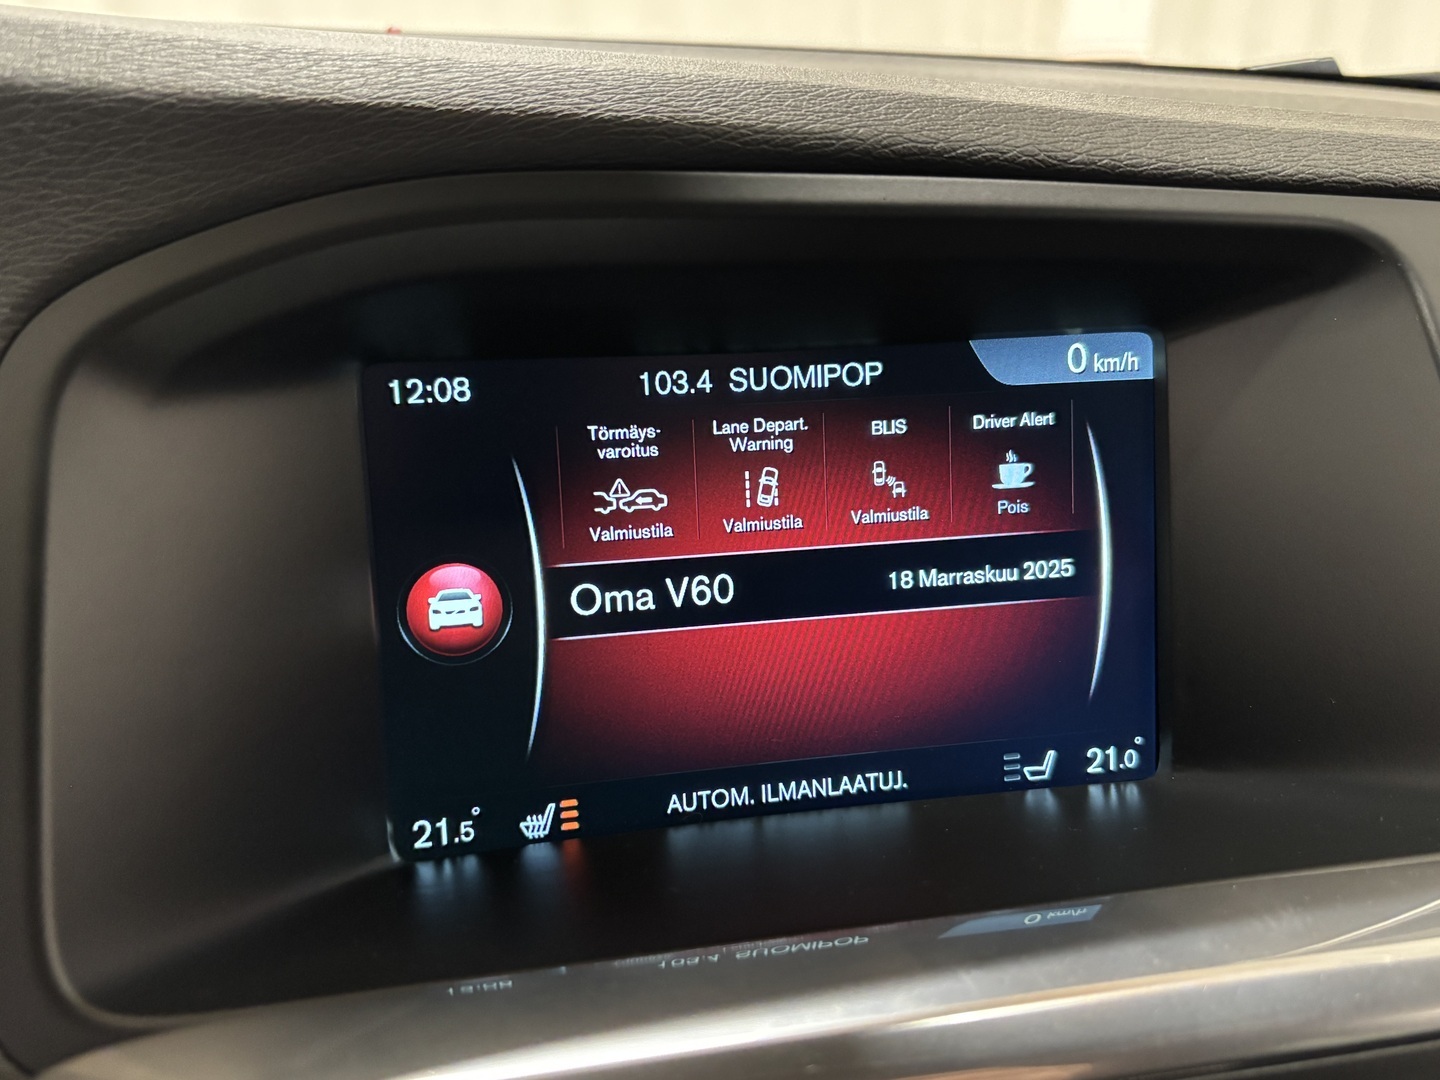 12:08
103.4 SUOMIPOP
0 km/h
Törmäys-
varoitus
Valmiustila
Lane Depart.
Warning
Valmiustila
BLIS
Valmiustila
Driver Alert
Pois
Oma V60
18 Marraskuu 2025
21.5°
AUTOM. ILMANLAATUJ.
21.0°